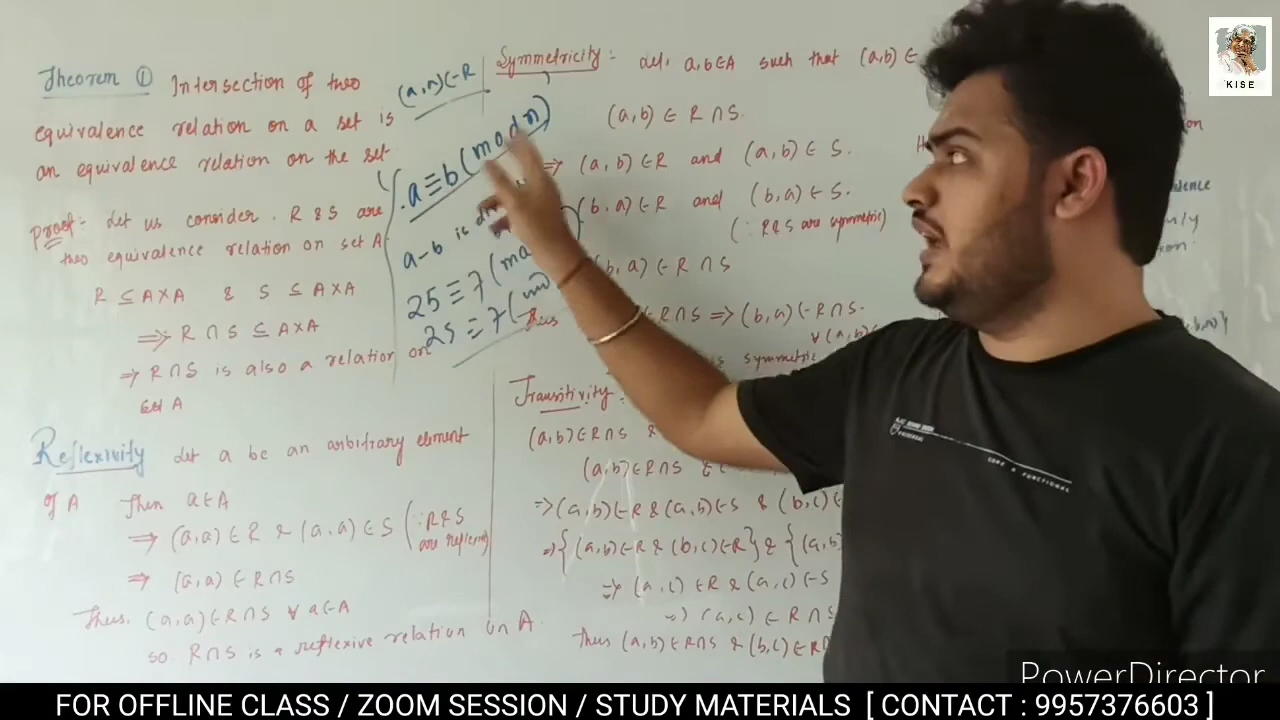 Theorem ① Intersection of two
equivalence relation on a set is
an equivalence relation on the set.
Proof:- Let us consider. R & S are
two equivalence relation on set A.
R ⊆ A×A & S ⊆ A×A
⇒ R ∩ S ⊆ A×A
⇒ R∩S is also a relation on
set A
Reflexivity Let a be an arbitrary element
of A Then a∈A
⇒ (a,a) ∈ R & (a,a) ∈ S (∵ R&S
are reflexive)
⇒ (a,a) ∈ R∩S
Thus. (a,a) ∈ R∩S ∀ a∈A
So. R∩S is a reflexive relation on A.
(a,a) ∈ R
a ≡ b (mod n)
a-b is
25 ≡ 7 (mo
25 ≡ 7 (mo
Symmetricity:- Let. a,b∈A such that (a,b) ∈
(a,b) ∈ R ∩ S.
⇒ (a,b) ∈ R and (a,b) ∈ S.
(b,a) ∈ R and (b,a) ∈ S.
(∵ R&S are symmetric)
(b,a) ∈ R ∩ S
Thus ∈ R∩S ⇒ (b,a) ∈ R∩S.
∀ (a,b)∈
is symmetric
Transitivity:
(a,b) ∈ R∩S &
(a,b) ∈ R∩S &
⇒ (a,b) ∈ R & (a,b) ∈ S & (b,c) ∈
⇒ {(a,b) ∈ R & (b,c) ∈ R} & {(a,b)
⇒ (a,c) ∈ R & (a,c) ∈ S
⇒ (a,c) ∈ R ∩ S
Thus (a,b) ∈ R∩S & (b,c) ∈ R∩
KISE
PowerDirector
FOR OFFLINE CLASS / ZOOM SESSION / STUDY MATERIALS [ CONTACT : 9957376603 ]